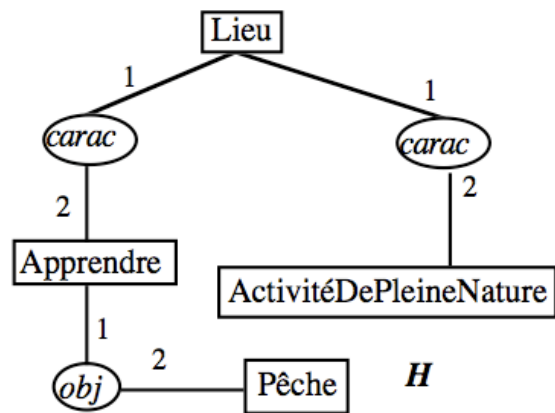 Lieu
1 1
carac carac
2 2
Apprendre
ActivitéDePleineNature
1
2
obj Pêche H